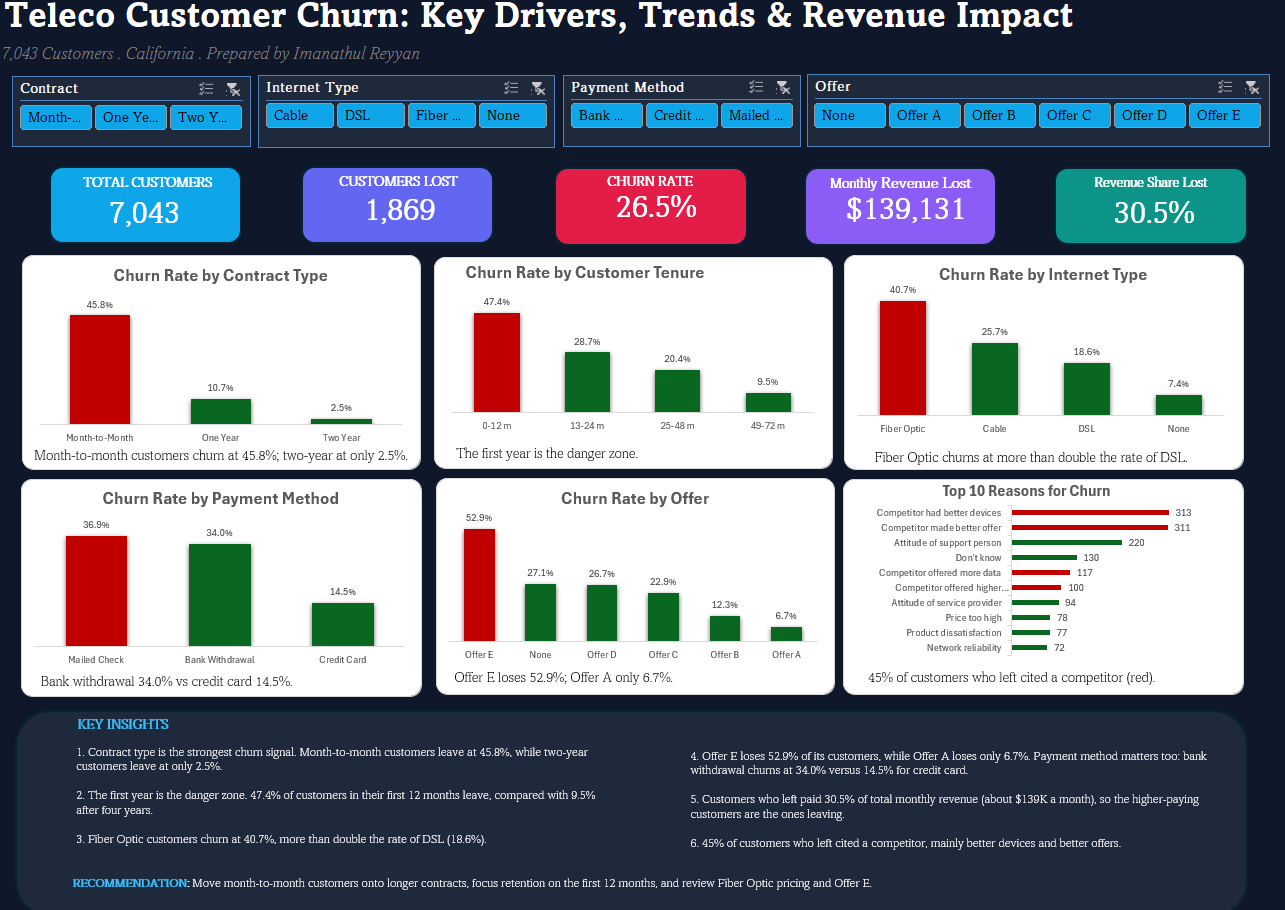 Teleco Customer Churn: Key Drivers, Trends & Revenue Impact
7,043 Customers . California . Prepared by Imanathul Reyyan
Contract
Month-... One Ye... Two Y...
Internet Type
Cable DSL Fiber ... None
Payment Method
Bank ... Credit ... Mailed ...
Offer
None Offer A Offer B Offer C Offer D Offer E
TOTAL CUSTOMERS
7,043
CUSTOMERS LOST
1,869
CHURN RATE
26.5%
Monthly Revenue Lost
$139,131
Revenue Share Lost
30.5%
Churn Rate by Contract Type
45.8%
10.7%
2.5%
Month-to-Month One Year Two Year
Month-to-month customers churn at 45.8%; two-year at only 2.5%.
Churn Rate by Customer Tenure
47.4%
28.7%
20.4%
9.5%
0-12 m 13-24 m 25-48 m 49-72 m
The first year is the danger zone.
Churn Rate by Internet Type
40.7%
25.7%
18.6%
7.4%
Fiber Optic Cable DSL None
Fiber Optic churns at more than double the rate of DSL.
Churn Rate by Payment Method
36.9%
34.0%
14.5%
Mailed Check Bank Withdrawal Credit Card
Bank withdrawal 34.0% vs credit card 14.5%.
Churn Rate by Offer
52.9%
27.1%
26.7%
22.9%
12.3%
6.7%
Offer E None Offer D Offer C Offer B Offer A
Offer E loses 52.9%; Offer A only 6.7%.
Top 10 Reasons for Churn
Competitor had better devices 313
Competitor made better offer 311
Attitude of support person 220
Don't know 130
Competitor offered more data 117
Competitor offered higher... 100
Attitude of service provider 94
Price too high 78
Product dissatisfaction 77
Network reliability 72
45% of customers who left cited a competitor (red).
KEY INSIGHTS
1. Contract type is the strongest churn signal. Month-to-month customers leave at 45.8%, while two-year
customers leave at only 2.5%.
2. The first year is the danger zone. 47.4% of customers in their first 12 months leave, compared with 9.5%
after four years.
3. Fiber Optic customers churn at 40.7%, more than double the rate of DSL (18.6%).
4. Offer E loses 52.9% of its customers, while Offer A loses only 6.7%. Payment method matters too: bank
withdrawal churns at 34.0% versus 14.5% for credit card.
5. Customers who left paid 30.5% of total monthly revenue (about $139K a month), so the higher-paying
customers are the ones leaving.
6. 45% of customers who left cited a competitor, mainly better devices and better offers.
RECOMMENDATION: Move month-to-month customers onto longer contracts, focus retention on the first 12 months, and review Fiber Optic pricing and Offer E.